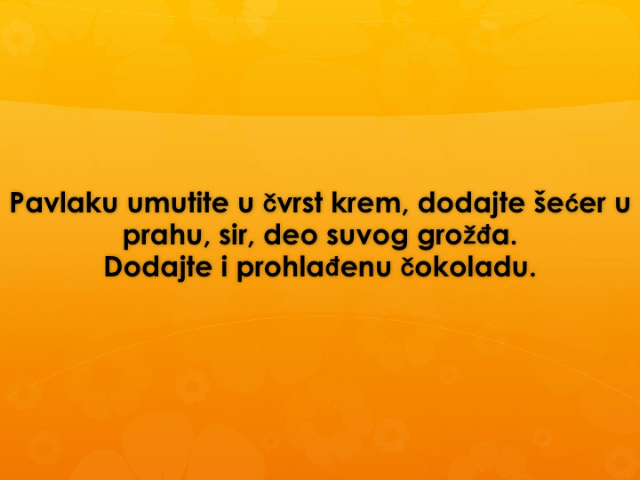 Pavlaku umutite u čvrst krem, dodajte šećer u
prahu, sir, deo suvog grožđa.
Dodajte i prohlađenu čokoladu.